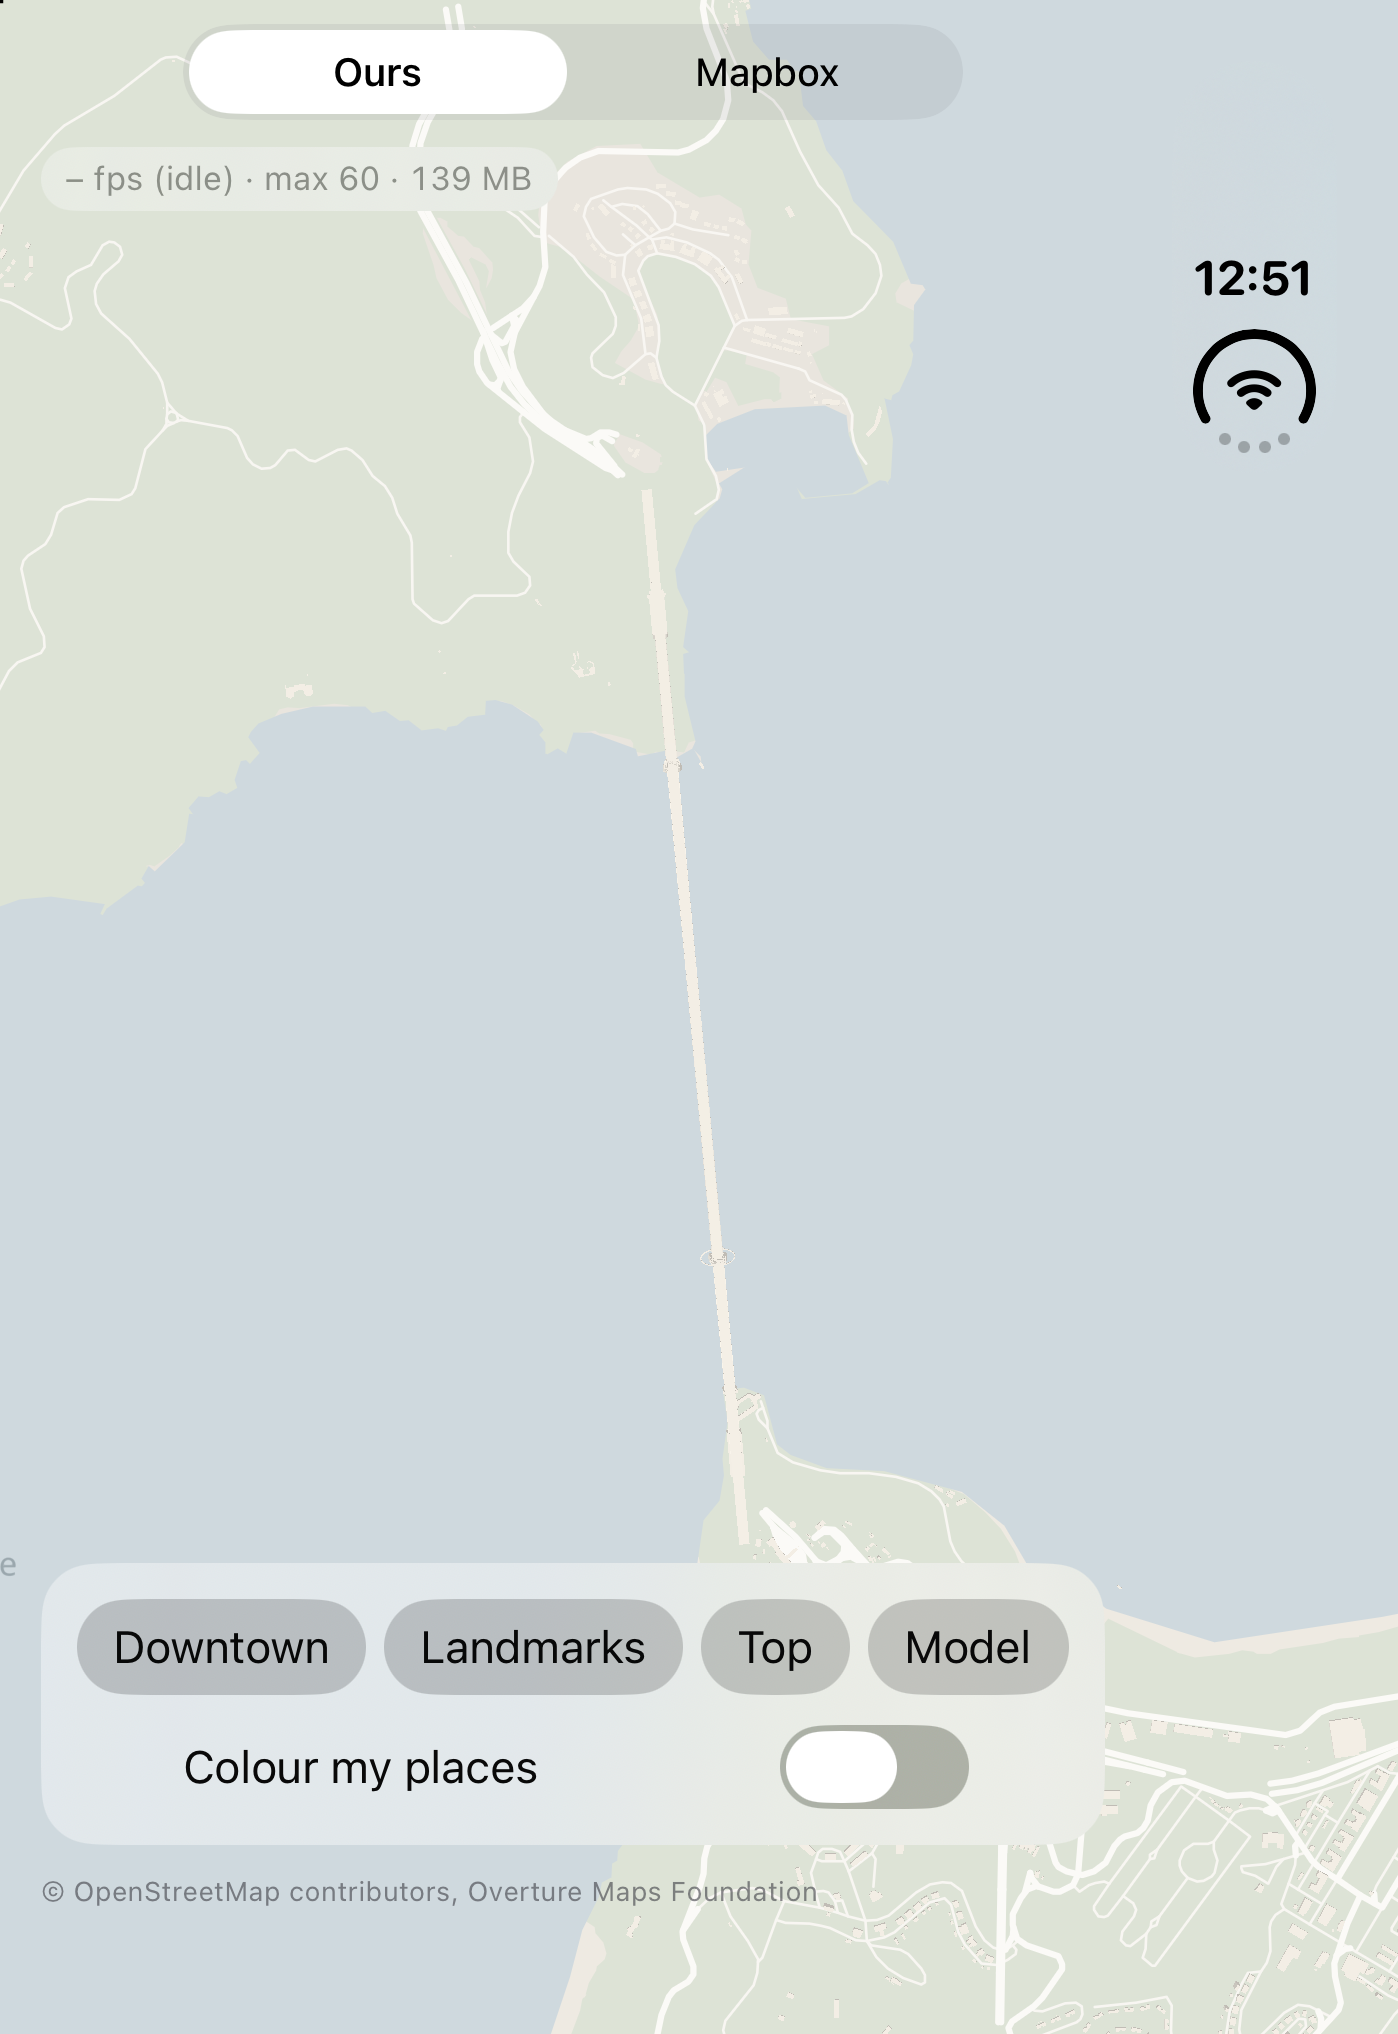 Ours
Mapbox
– fps (idle) · max 60 · 139 MB
12:51
e
Downtown
Landmarks
Top
Model
Colour my places
© OpenStreetMap contributors, Overture Maps Foundation